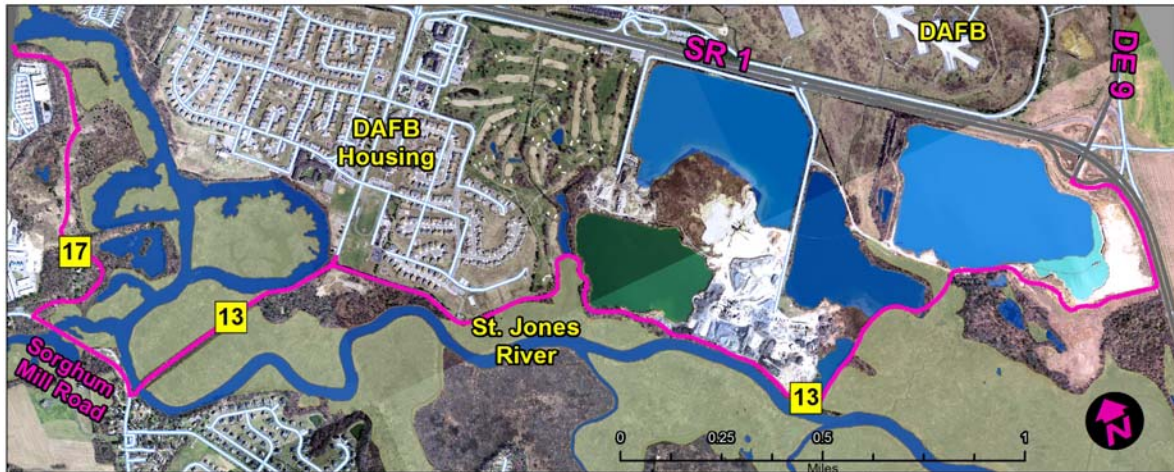 SR 1
DAFB
DE 9
DAFB
Housing
17
13
St. Jones
River
Sorghum
Mill Road
13
N
0 0.25 0.5 1
Miles